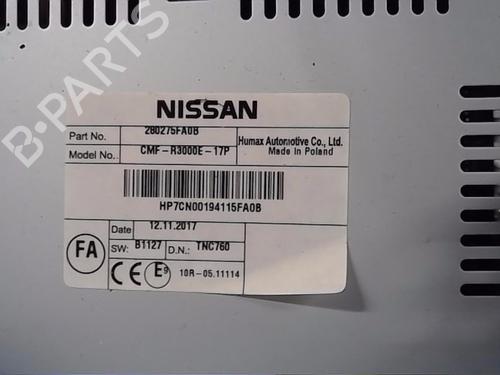 B-PARTS
NISSAN
Part No. 280275FA0B
Humax Automotive Co., Ltd.
Made in Poland
Model No. CMF-R3000E-17P
HP7CN00194115FA0B
FA
Date 12.11.2017
SW: B1127 D.N.: TNC760
CE E9 10R-05.11114